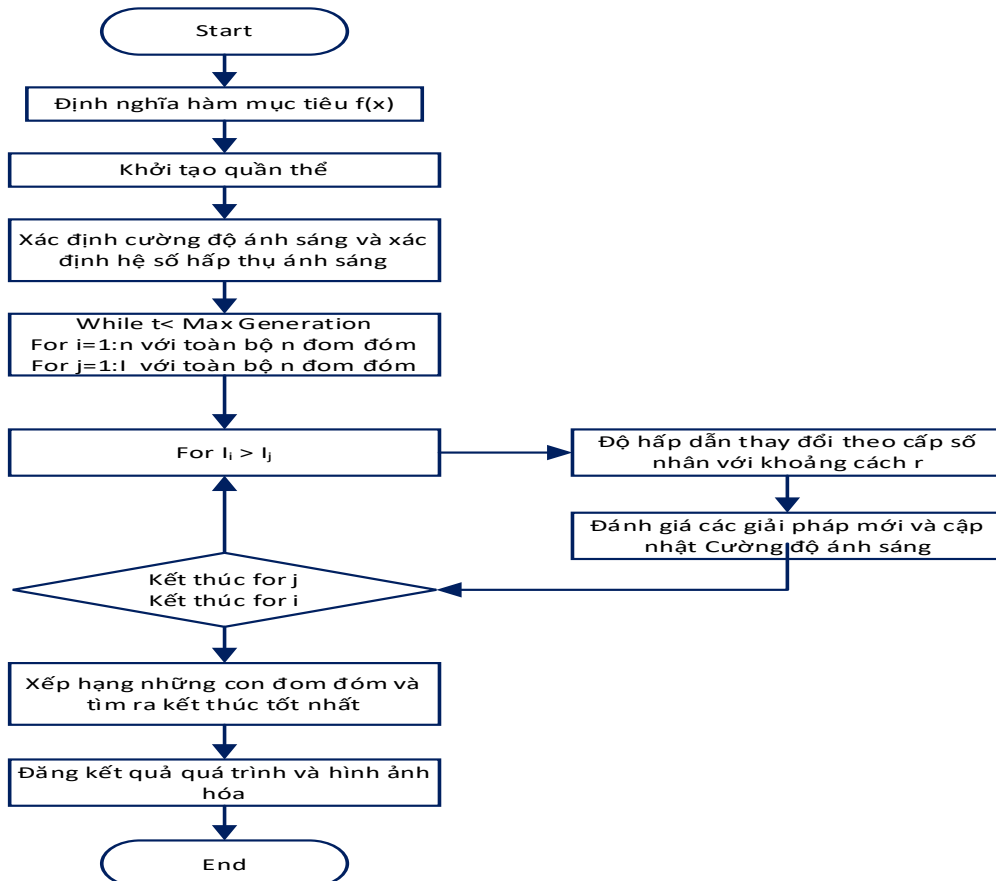 Start
Định nghĩa hàm mục tiêu f(x)
Khởi tạo quần thể
Xác định cường độ ánh sáng và xác
định hệ số hấp thụ ánh sáng
While t< Max Generation
For i=1:n với toàn bộ n đom đóm
For j=1:I với toàn bộ n đom đóm
For Iᵢ > Iⱼ
Độ hấp dẫn thay đổi theo cấp số
nhân với khoảng cách r
Đánh giá các giải pháp mới và cập
nhật Cường độ ánh sáng
Kết thúc for j
Kết thúc for i
Xếp hạng những con đom đóm và
tìm ra kết thúc tốt nhất
Đăng kết quả quá trình và hình ảnh
hóa
End